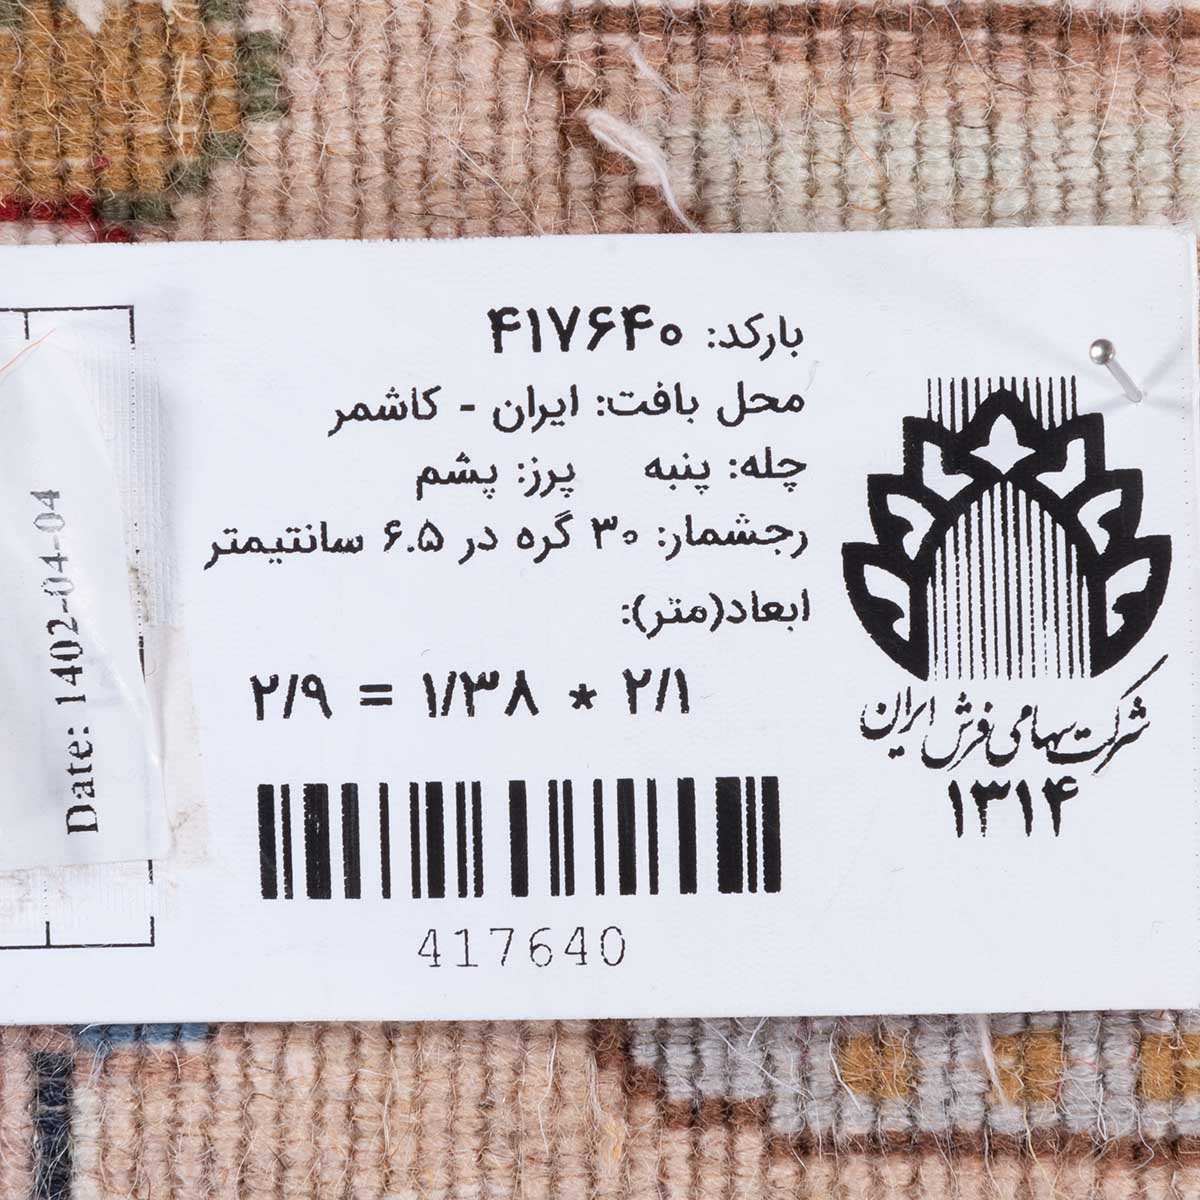 بارکد: ۴۱۷۶۴۰
محل بافت: ایران - کاشمر
چله: پنبه پرز: پشم
رجشمار: ۳۰ گره در ۶.۵ سانتیمتر
ابعاد(متر):
۲/۱ * ۱/۳۸ = ۲/۹
417640
شرکت سهامی فرش ایران
۱۳۱۴
Date: 1402-04-04